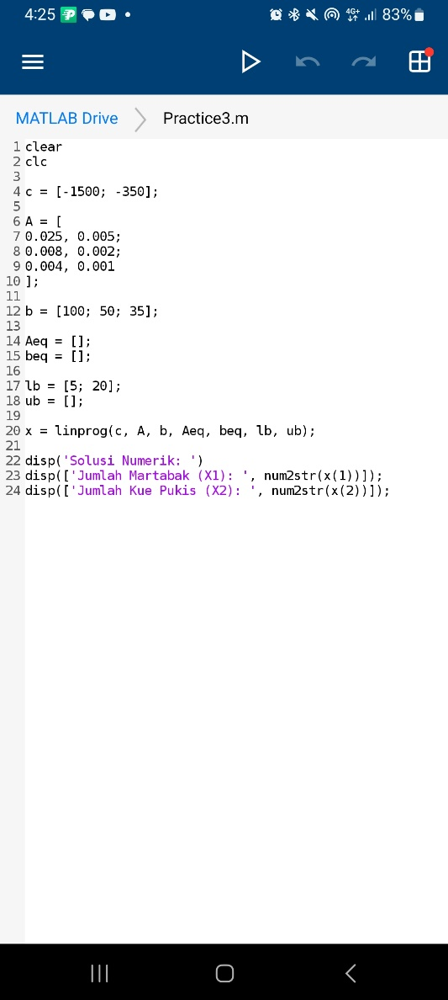 4:25
4G+
83%
MATLAB Drive
Practice3.m
1 clear
2 clc
3
4 c = [-1500; -350];
5
6 A = [
7 0.025, 0.005;
8 0.008, 0.002;
9 0.004, 0.001
10 ];
11
12 b = [100; 50; 35];
13
14 Aeq = [];
15 beq = [];
16
17 lb = [5; 20];
18 ub = [];
19
20 x = linprog(c, A, b, Aeq, beq, lb, ub);
21
22 disp('Solusi Numerik: ')
23 disp(['Jumlah Martabak (X1): ', num2str(x(1))]);
24 disp(['Jumlah Kue Pukis (X2): ', num2str(x(2))]);